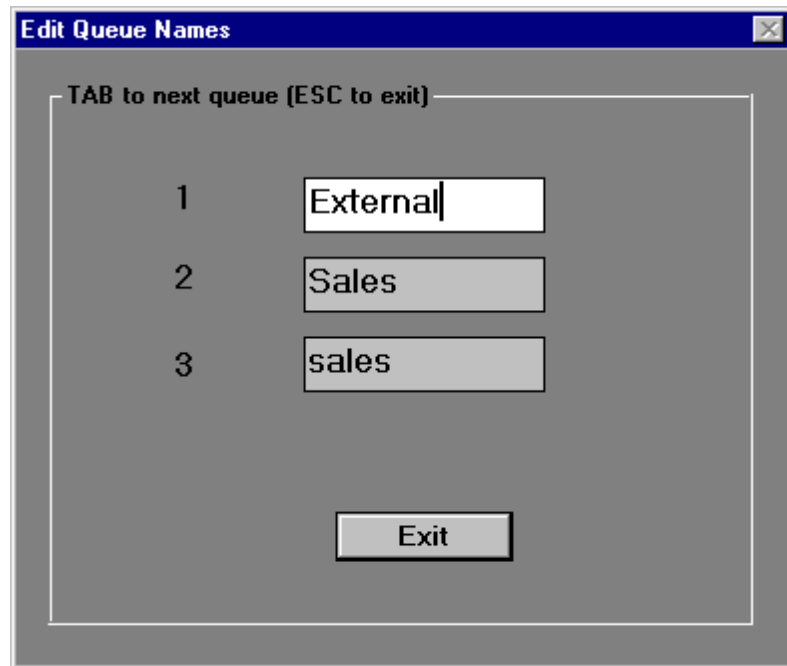 Edit Queue Names
TAB to next queue (ESC to exit)
1 External
2 Sales
3 sales
Exit